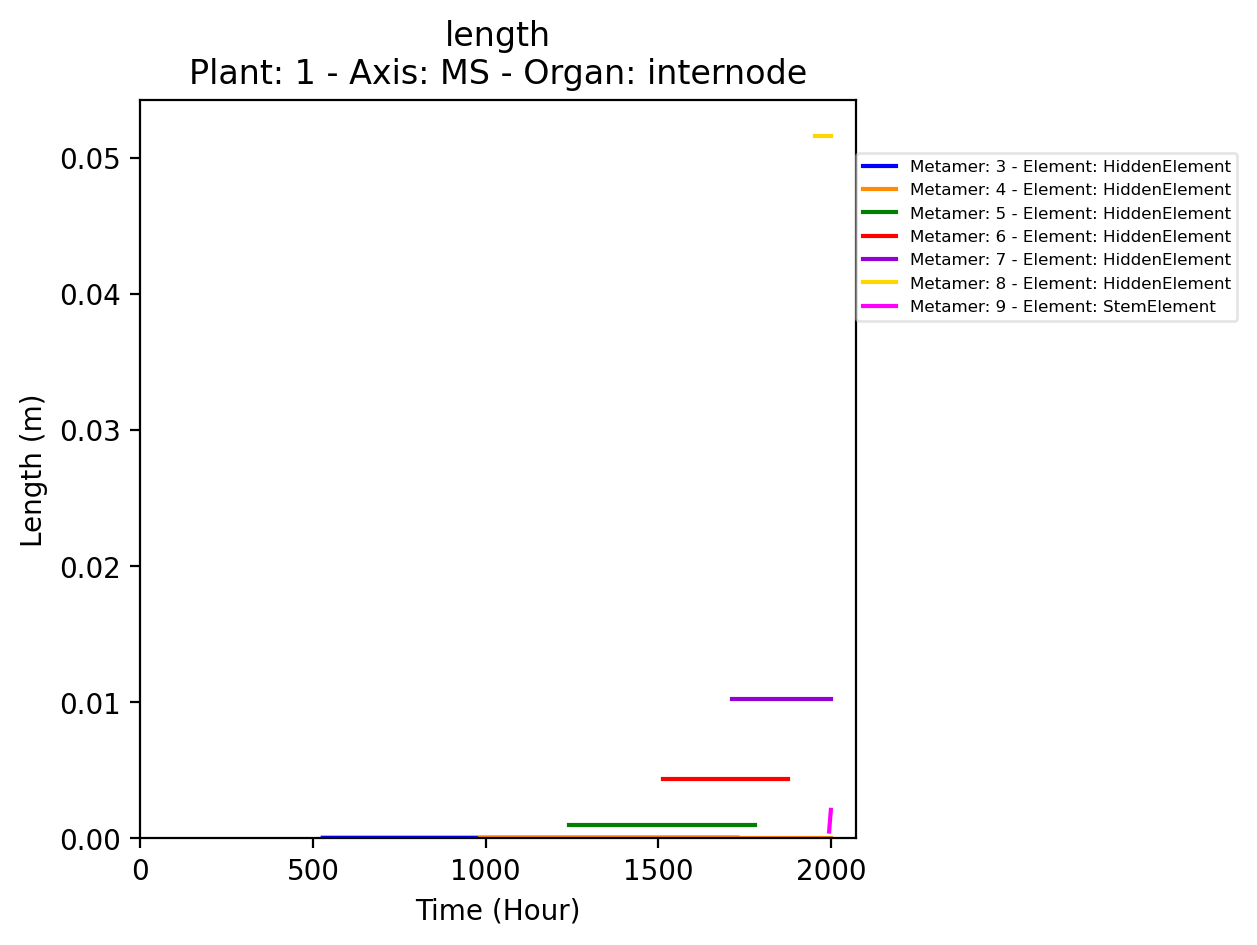 length
Plant: 1 - Axis: MS - Organ: internode
0.05
0.04
0.03
0.02
0.01
0.00
Length (m)
0
500
1000
1500
2000
Time (Hour)
Metamer: 3 - Element: HiddenElement
Metamer: 4 - Element: HiddenElement
Metamer: 5 - Element: HiddenElement
Metamer: 6 - Element: HiddenElement
Metamer: 7 - Element: HiddenElement
Metamer: 8 - Element: HiddenElement
Metamer: 9 - Element: StemElement